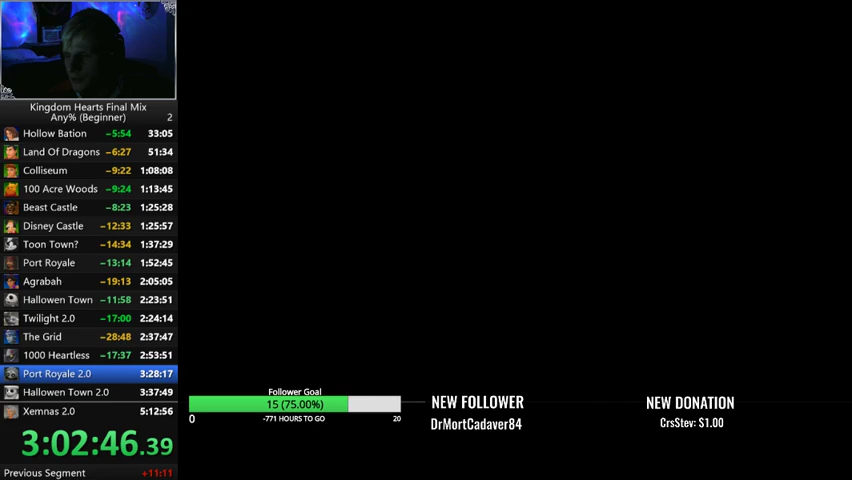 Kingdom Hearts Final Mix
Any% (Beginner) 2
Hollow Bation −5:54 33:05
Land Of Dragons −6:27 51:34
Colliseum −9:22 1:08:08
100 Acre Woods −9:24 1:13:45
Beast Castle −8:23 1:25:28
Disney Castle −12:33 1:25:57
Toon Town? −14:34 1:37:29
Port Royale −13:14 1:52:45
Agrabah −19:13 2:05:05
Hallowen Town −11:58 2:23:51
Twilight 2.0 −17:00 2:24:14
The Grid −28:48 2:37:47
1000 Heartless −17:37 2:53:51
Port Royale 2.0 3:28:17
Hallowen Town 2.0 3:37:49
Xemnas 2.0 5:12:56
3:02:46.39
Previous Segment +11:11
Follower Goal
15 (75.00%)
0 -771 HOURS TO GO 20
NEW FOLLOWER
DrMortCadaver84
NEW DONATION
CrsStev: $1.00